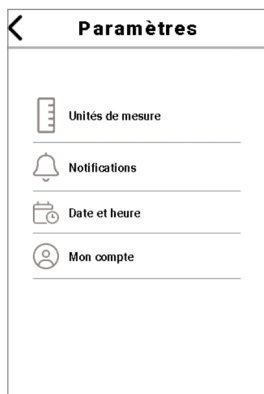 Paramètres
Unités de mesure
Notifications
Date et heure
Mon compte